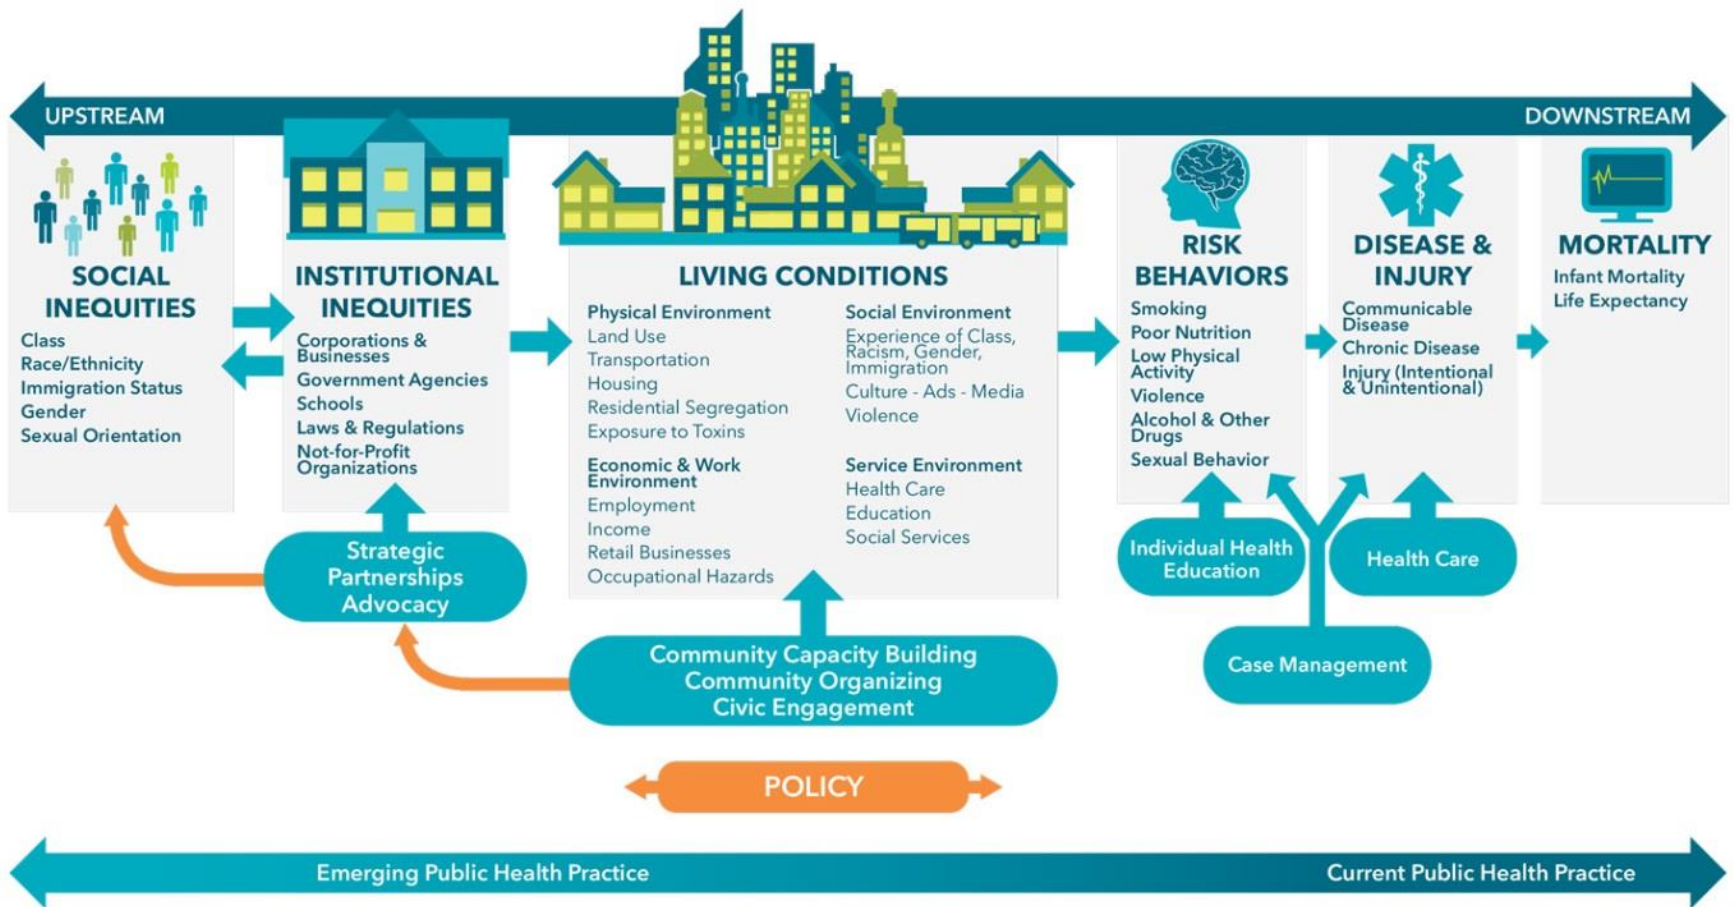 UPSTREAM
DOWNSTREAM
SOCIAL
INEQUITIES
Class
Race/Ethnicity
Immigration Status
Gender
Sexual Orientation
INSTITUTIONAL
INEQUITIES
Corporations &
Businesses
Government Agencies
Schools
Laws & Regulations
Not-for-Profit
Organizations
Strategic
Partnerships
Advocacy
LIVING CONDITIONS
Physical Environment
Land Use
Transportation
Housing
Residential Segregation
Exposure to Toxins
Economic & Work
Environment
Employment
Income
Retail Businesses
Occupational Hazards
Social Environment
Experience of Class,
Racism, Gender,
Immigration
Culture - Ads - Media
Violence
Service Environment
Health Care
Education
Social Services
Community Capacity Building
Community Organizing
Civic Engagement
RISK
BEHAVIORS
Smoking
Poor Nutrition
Low Physical
Activity
Violence
Alcohol & Other
Drugs
Sexual Behavior
Individual Health
Education
DISEASE &
INJURY
Communicable
Disease
Chronic Disease
Injury (Intentional
& Unintentional)
Health Care
Case Management
MORTALITY
Infant Mortality
Life Expectancy
POLICY
Emerging Public Health Practice
Current Public Health Practice